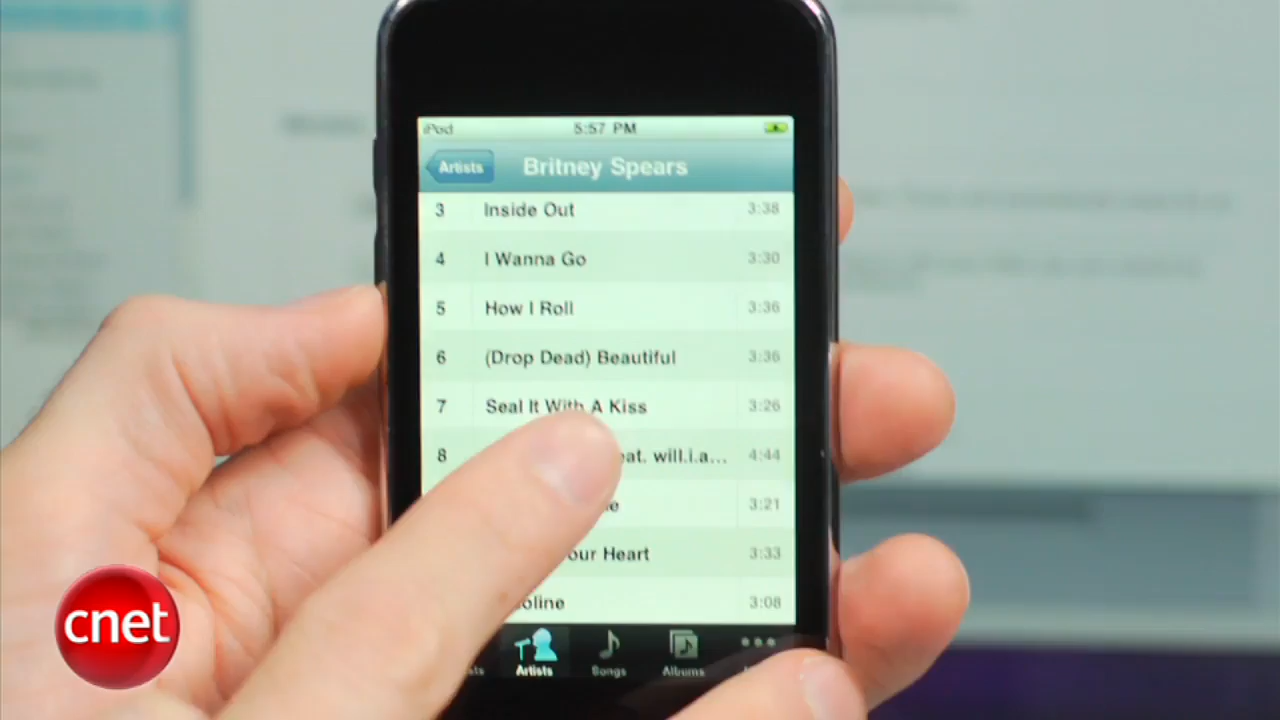 iPod 5:57 PM
Artists Britney Spears
3 Inside Out 3:38
4 I Wanna Go 3:30
5 How I Roll 3:36
6 (Drop Dead) Beautiful 3:36
7 Seal It With A Kiss 3:26
8 eat. will.i.a... 4:44
e 3:21
our Heart 3:33
oline 3:08
sts Artists Songs Albums
cnet